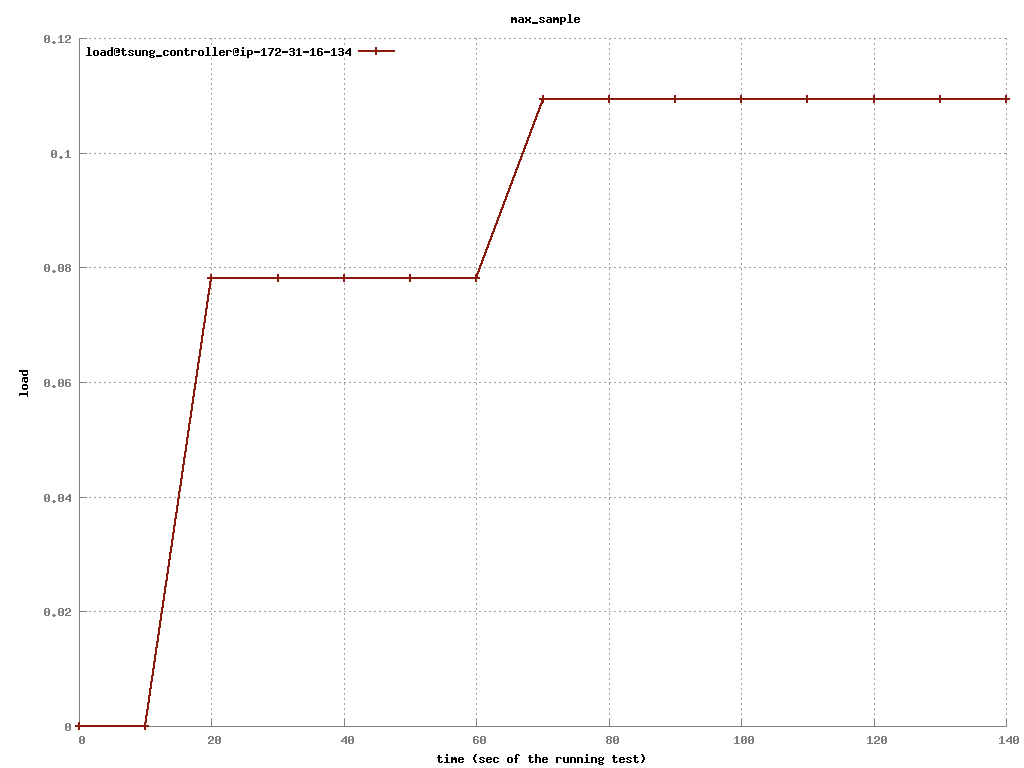 max_sample
load@tsung_controller@ip-172-31-16-134
0.12
0.1
0.08
0.06
0.04
0.02
0
load
0 20 40 60 80 100 120 140
time (sec of the running test)